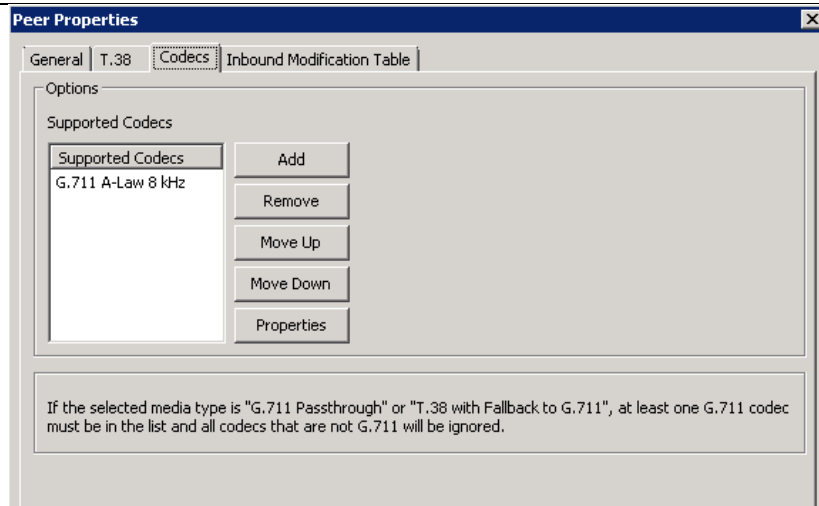 Peer Properties
General T.38 Codecs Inbound Modification Table
Options
Supported Codecs
Supported Codecs
G.711 A-Law 8 kHz
Add
Remove
Move Up
Move Down
Properties
If the selected media type is "G.711 Passthrough" or "T.38 with Fallback to G.711", at least one G.711 codec
must be in the list and all codecs that are not G.711 will be ignored.